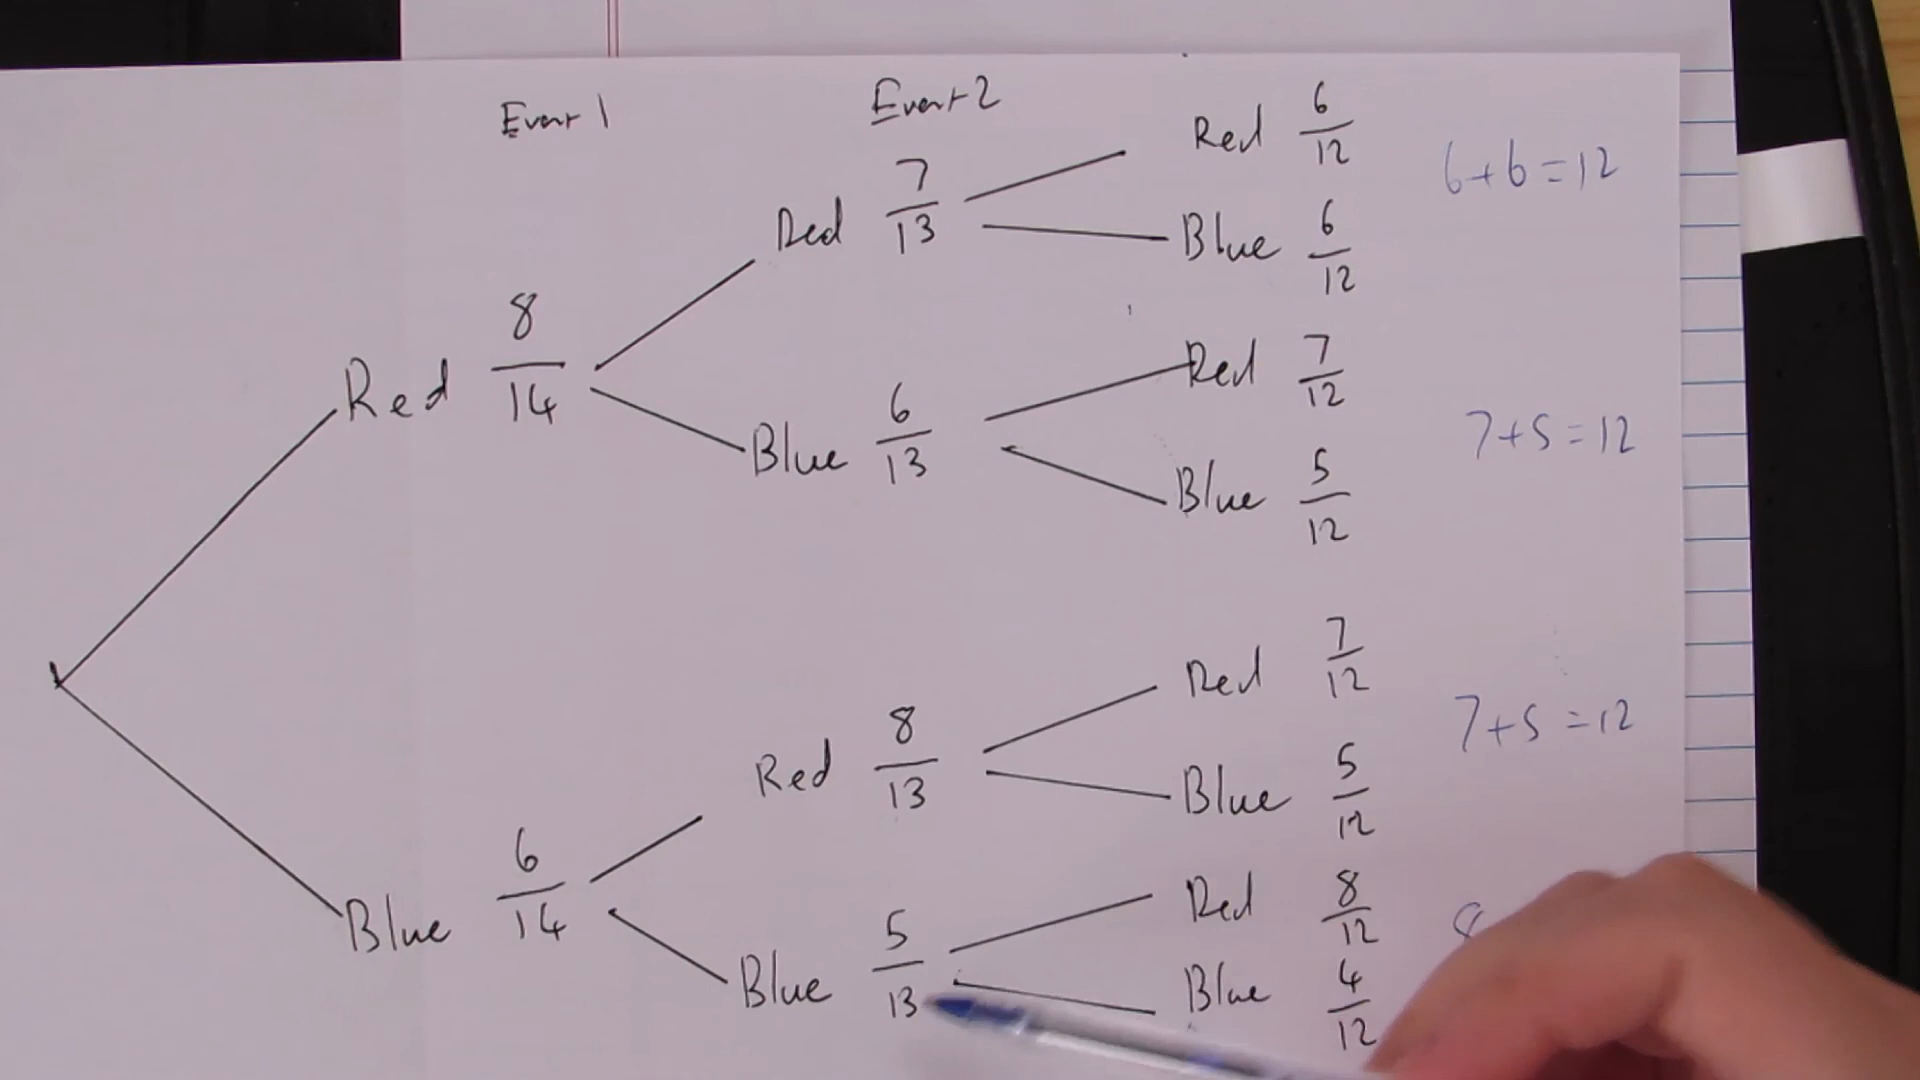 Event 1
Event 2
Red 8/14
Blue 6/14
Red 7/13
Blue 6/13
Red 8/13
Blue 5/13
Red 6/12
Blue 6/12
6+6=12
Red 7/12
Blue 5/12
7+5=12
Red 7/12
Blue 5/12
7+5=12
Red 8/12
Blue 4/12
8